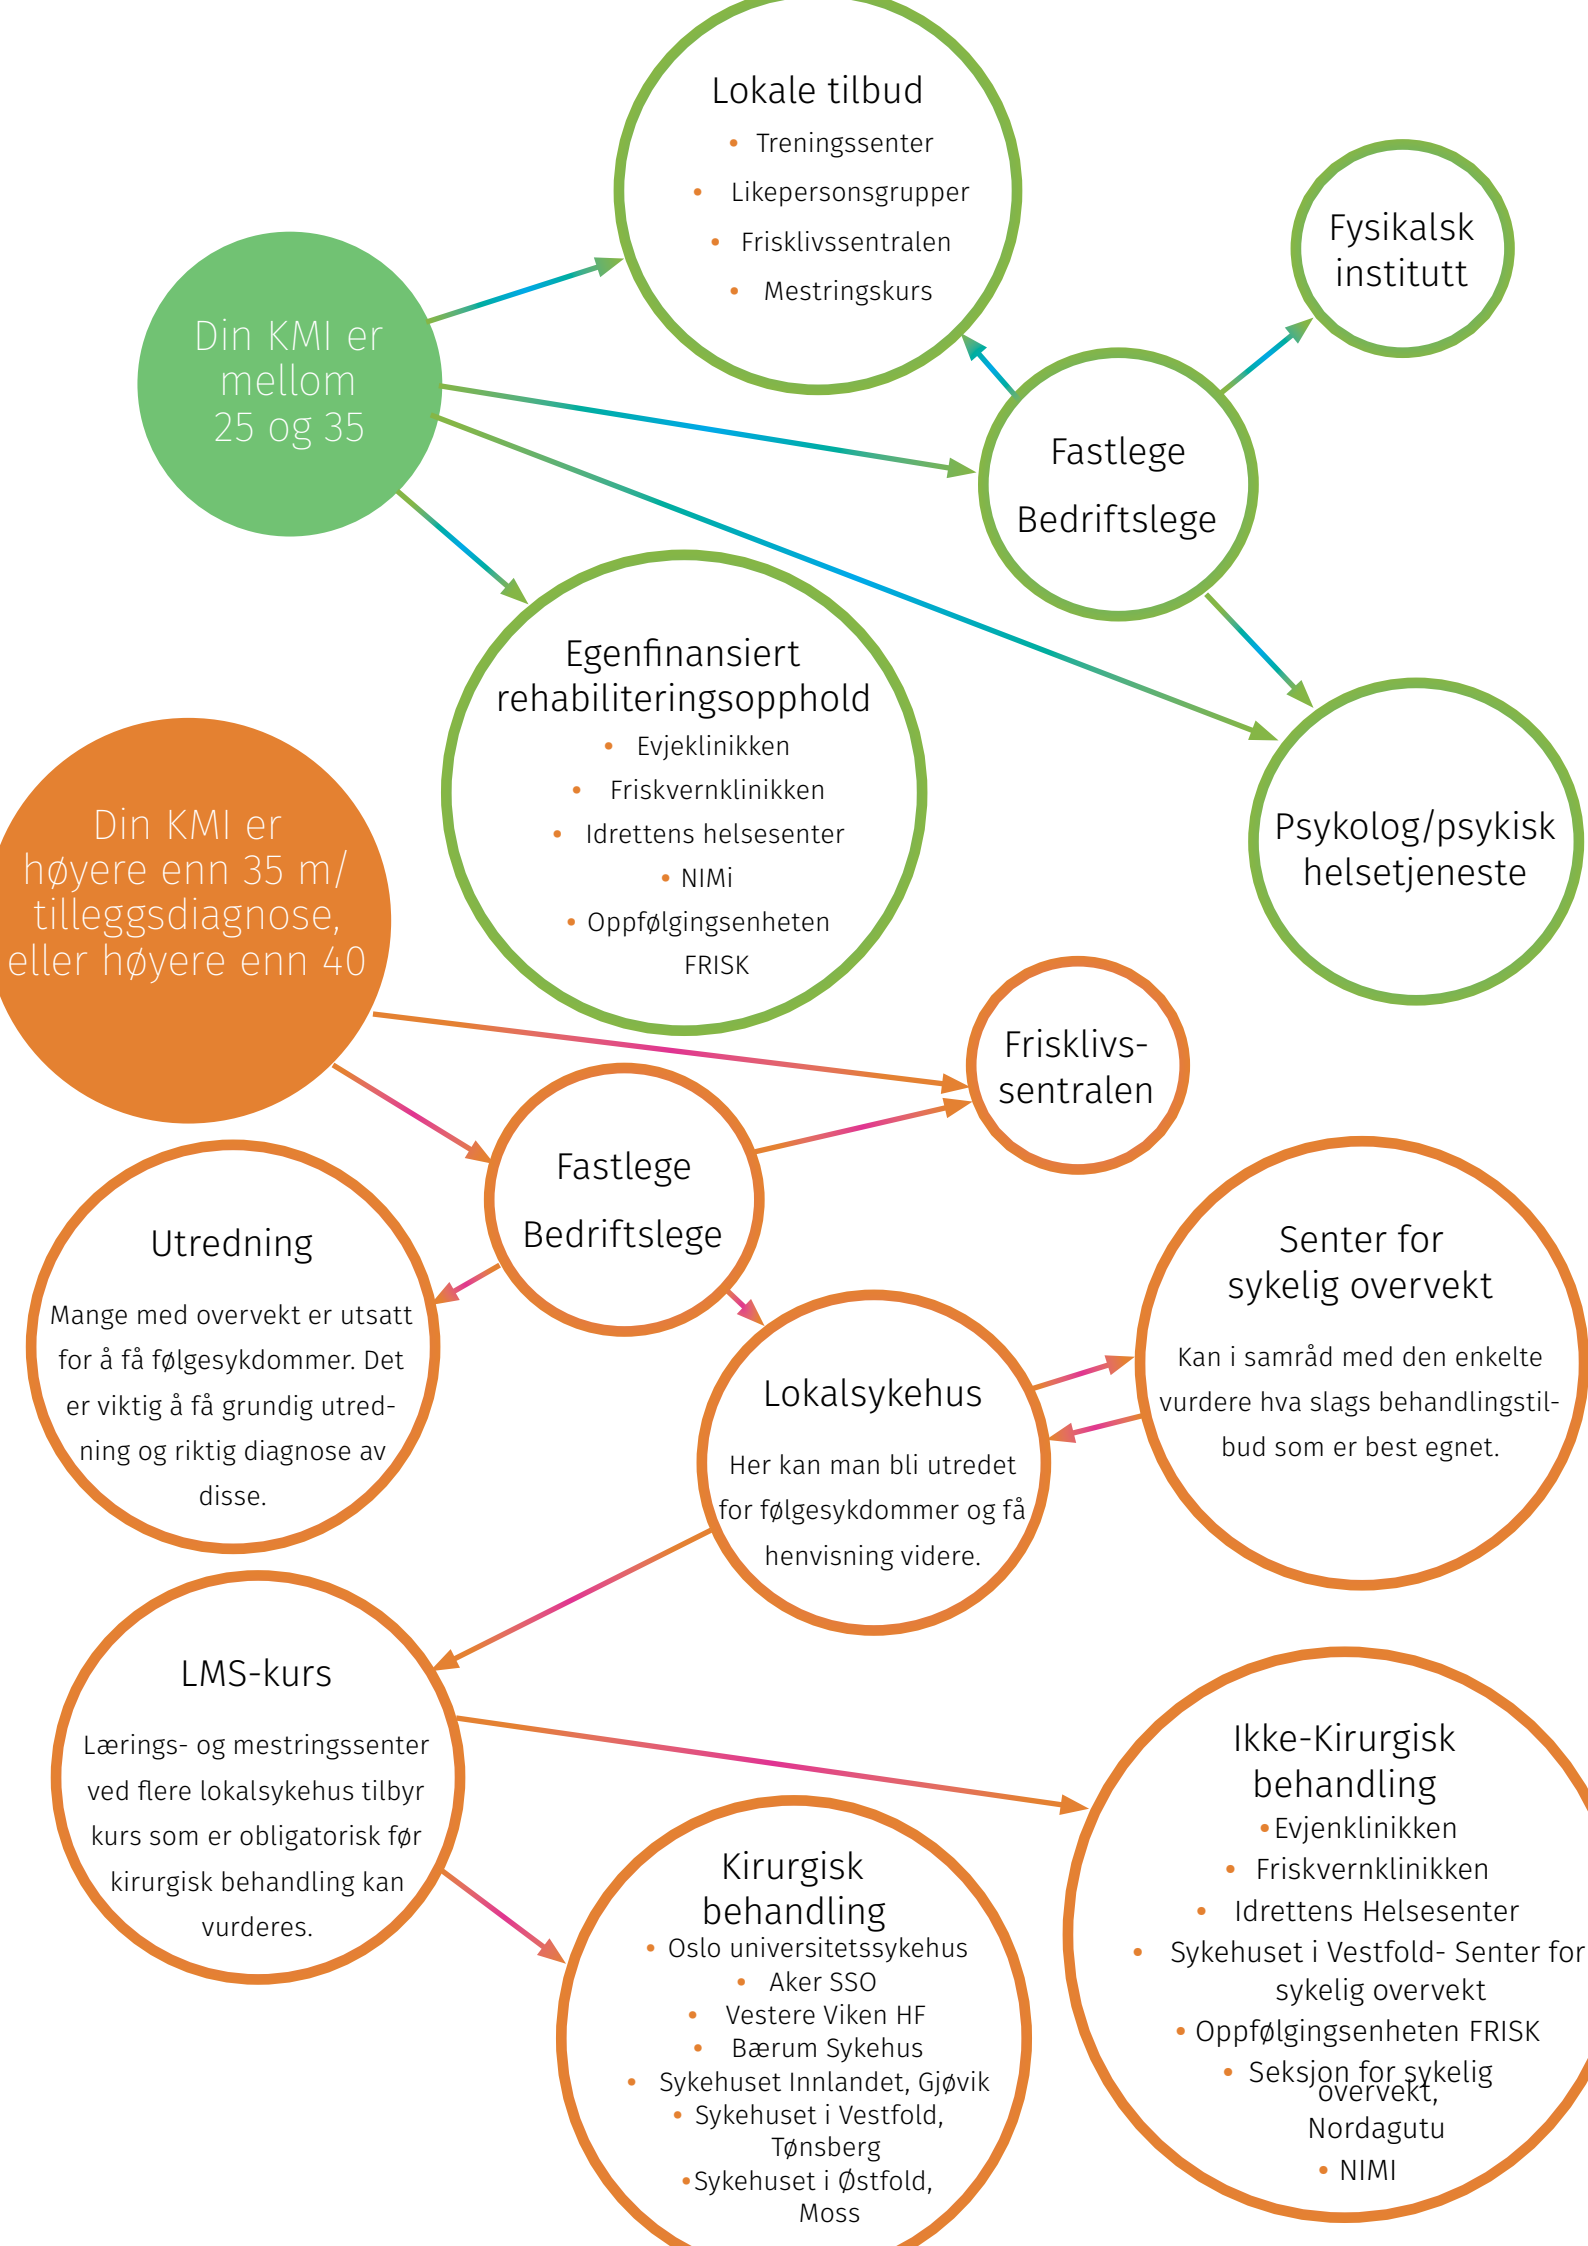 Lokale tilbud
• Treningssenter
• Likepersonsgrupper
• Frisklivssentralen
• Mestringskurs
Fysikalsk
institutt
Din KMI er
mellom
25 og 35
Fastlege
Bedriftslege
Egenfinansiert
rehabiliteringsopphold
• Evjeklinikken
• Friskvernklinikken
• Idrettens helsesenter
• NIMi
• Oppfølgingsenheten
FRISK
Psykolog/psykisk
helsetjeneste
Din KMI er
høyere enn 35 m/
tilleggsdiagnose,
eller høyere enn 40
Frisklivs-
sentralen
Fastlege
Bedriftslege
Utredning
Mange med overvekt er utsatt
for å få følgesykdommer. Det
er viktig å få grundig utred-
ning og riktig diagnose av
disse.
Senter for
sykelig overvekt
Kan i samråd med den enkelte
vurdere hva slags behandlingstil-
bud som er best egnet.
Lokalsykehus
Her kan man bli utredet
for følgesykdommer og få
henvisning videre.
LMS-kurs
Lærings- og mestringssenter
ved flere lokalsykehus tilbyr
kurs som er obligatorisk før
kirurgisk behandling kan
vurderes.
Ikke-Kirurgisk
behandling
• Evjenklinikken
• Friskvernklinikken
• Idrettens Helsesenter
• Sykehuset i Vestfold- Senter for
sykelig overvekt
• Oppfølgingsenheten FRISK
• Seksjon for sykelig
overvekt,
Nordagutu
• NIMI
Kirurgisk
behandling
• Oslo universitetssykehus
• Aker SSO
• Vestere Viken HF
• Bærum Sykehus
• Sykehuset Innlandet, Gjøvik
• Sykehuset i Vestfold,
Tønsberg
• Sykehuset i Østfold,
Moss